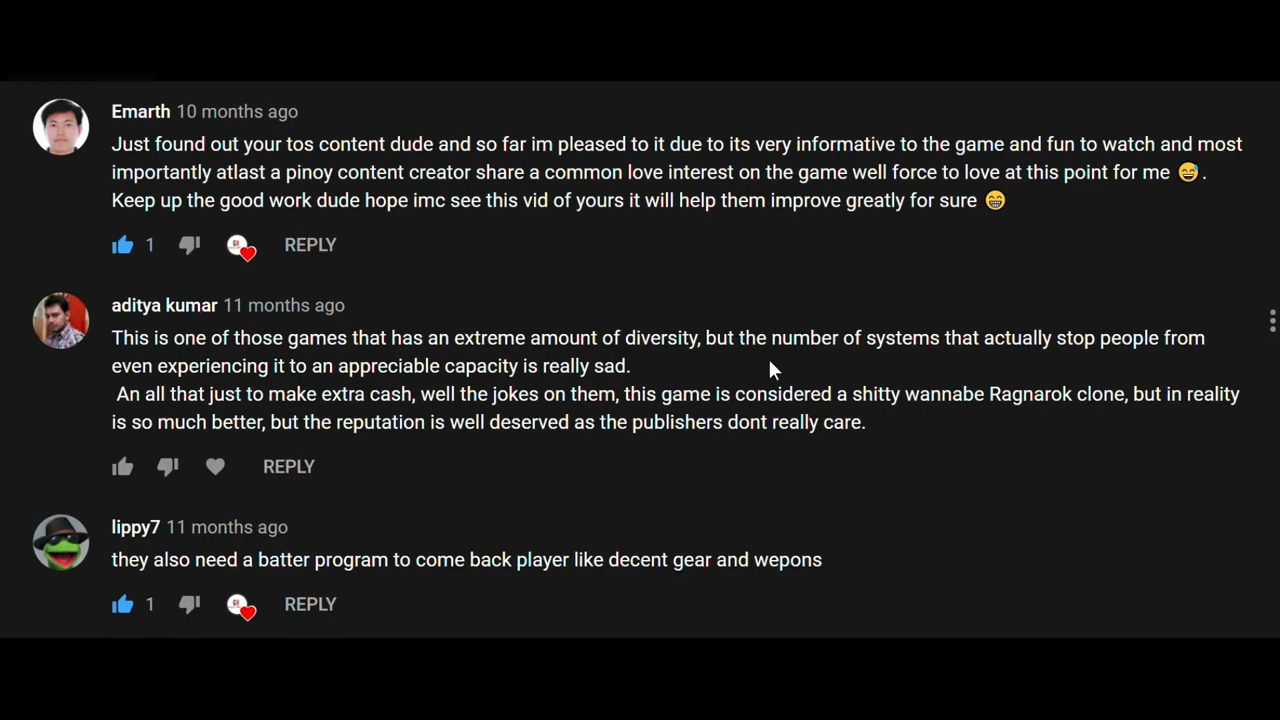 Emarth 10 months ago
Just found out your tos content dude and so far im pleased to it due to its very informative to the game and fun to watch and most
importantly atlast a pinoy content creator share a common love interest on the game well force to love at this point for me 😅.
Keep up the good work dude hope imc see this vid of yours it will help them improve greatly for sure 😁
1 REPLY
aditya kumar 11 months ago
This is one of those games that has an extreme amount of diversity, but the number of systems that actually stop people from
even experiencing it to an appreciable capacity is really sad.
An all that just to make extra cash, well the jokes on them, this game is considered a shitty wannabe Ragnarok clone, but in reality
is so much better, but the reputation is well deserved as the publishers dont really care.
REPLY
lippy7 11 months ago
they also need a batter program to come back player like decent gear and wepons
1 REPLY